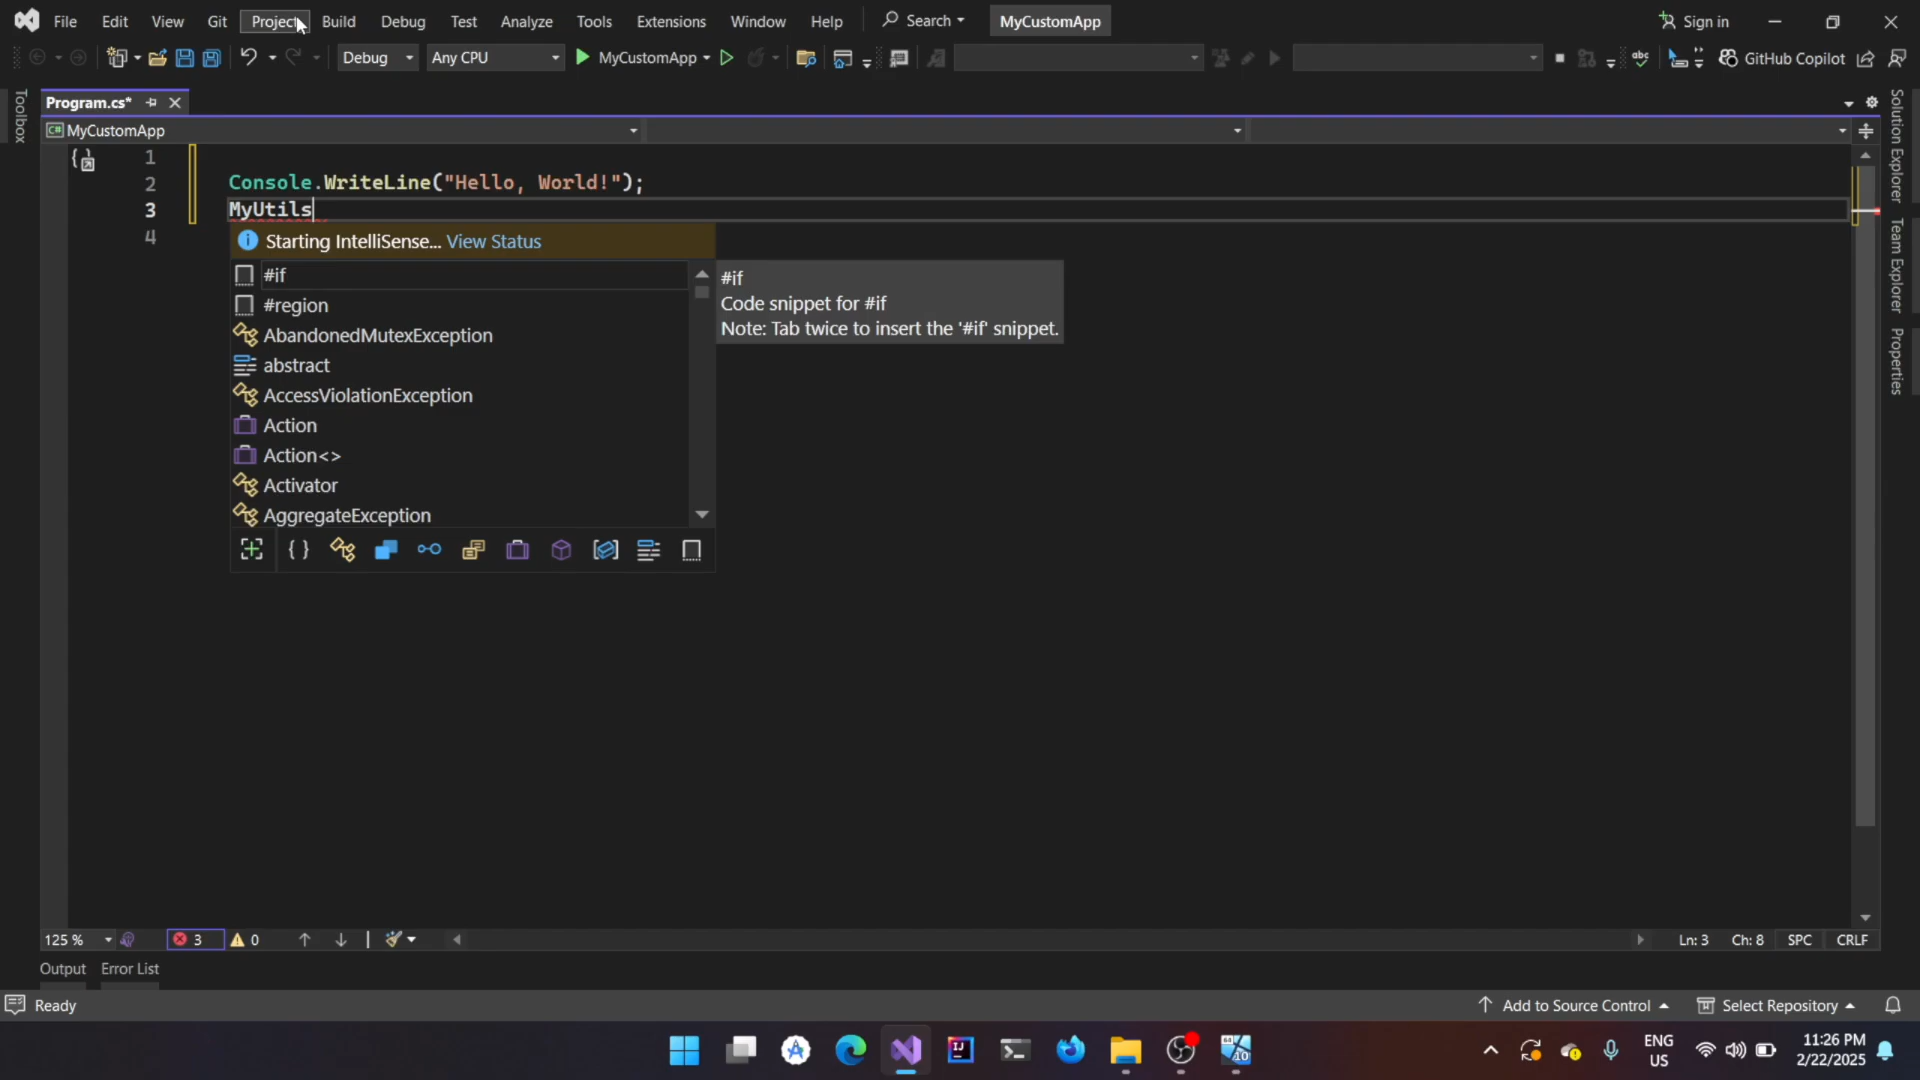 File Edit View Git Project Build Debug Test Analyze Tools Extensions Window Help Search MyCustomApp Sign in
Debug Any CPU MyCustomApp abc GitHub Copilot
Toolbox
Program.cs*
C# MyCustomApp
1
2 Console.WriteLine("Hello, World!");
3 MyUtils
4
Starting IntelliSense... View Status
#if
#region
AbandonedMutexException
abstract
AccessViolationException
Action
Action<>
Activator
AggregateException
#if
Code snippet for #if
Note: Tab twice to insert the '#if' snippet.
Solution Explorer
Team Explorer
Properties
125 % 3 0 Ln: 3 Ch: 8 SPC CRLF
Output Error List
Ready Add to Source Control Select Repository
ENG
US
11:26 PM
2/22/2025